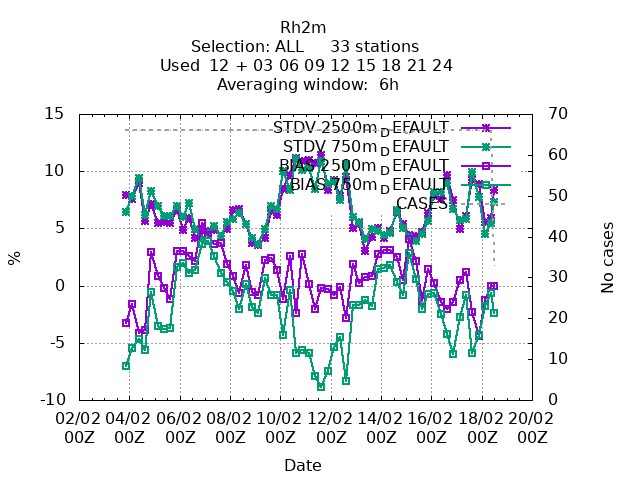 Rh2m
Selection: ALL 33 stations
Used 12 + 03 06 09 12 15 18 21 24
Averaging window: 6h
15 70
STDV 2500m_DEFAULT
STDV 750m_DEFAULT
60
BIAS 2500m_DEFAULT
10
BIAS 750m_DEFAULT
50
CASES
5 40
%
No cases
0
30
20
-5
10
-10 0
02/02 04/02 06/02 08/02 10/02 12/02 14/02 16/02 18/02 20/02
00Z 00Z 00Z 00Z 00Z 00Z 00Z 00Z 00Z 00Z
Date